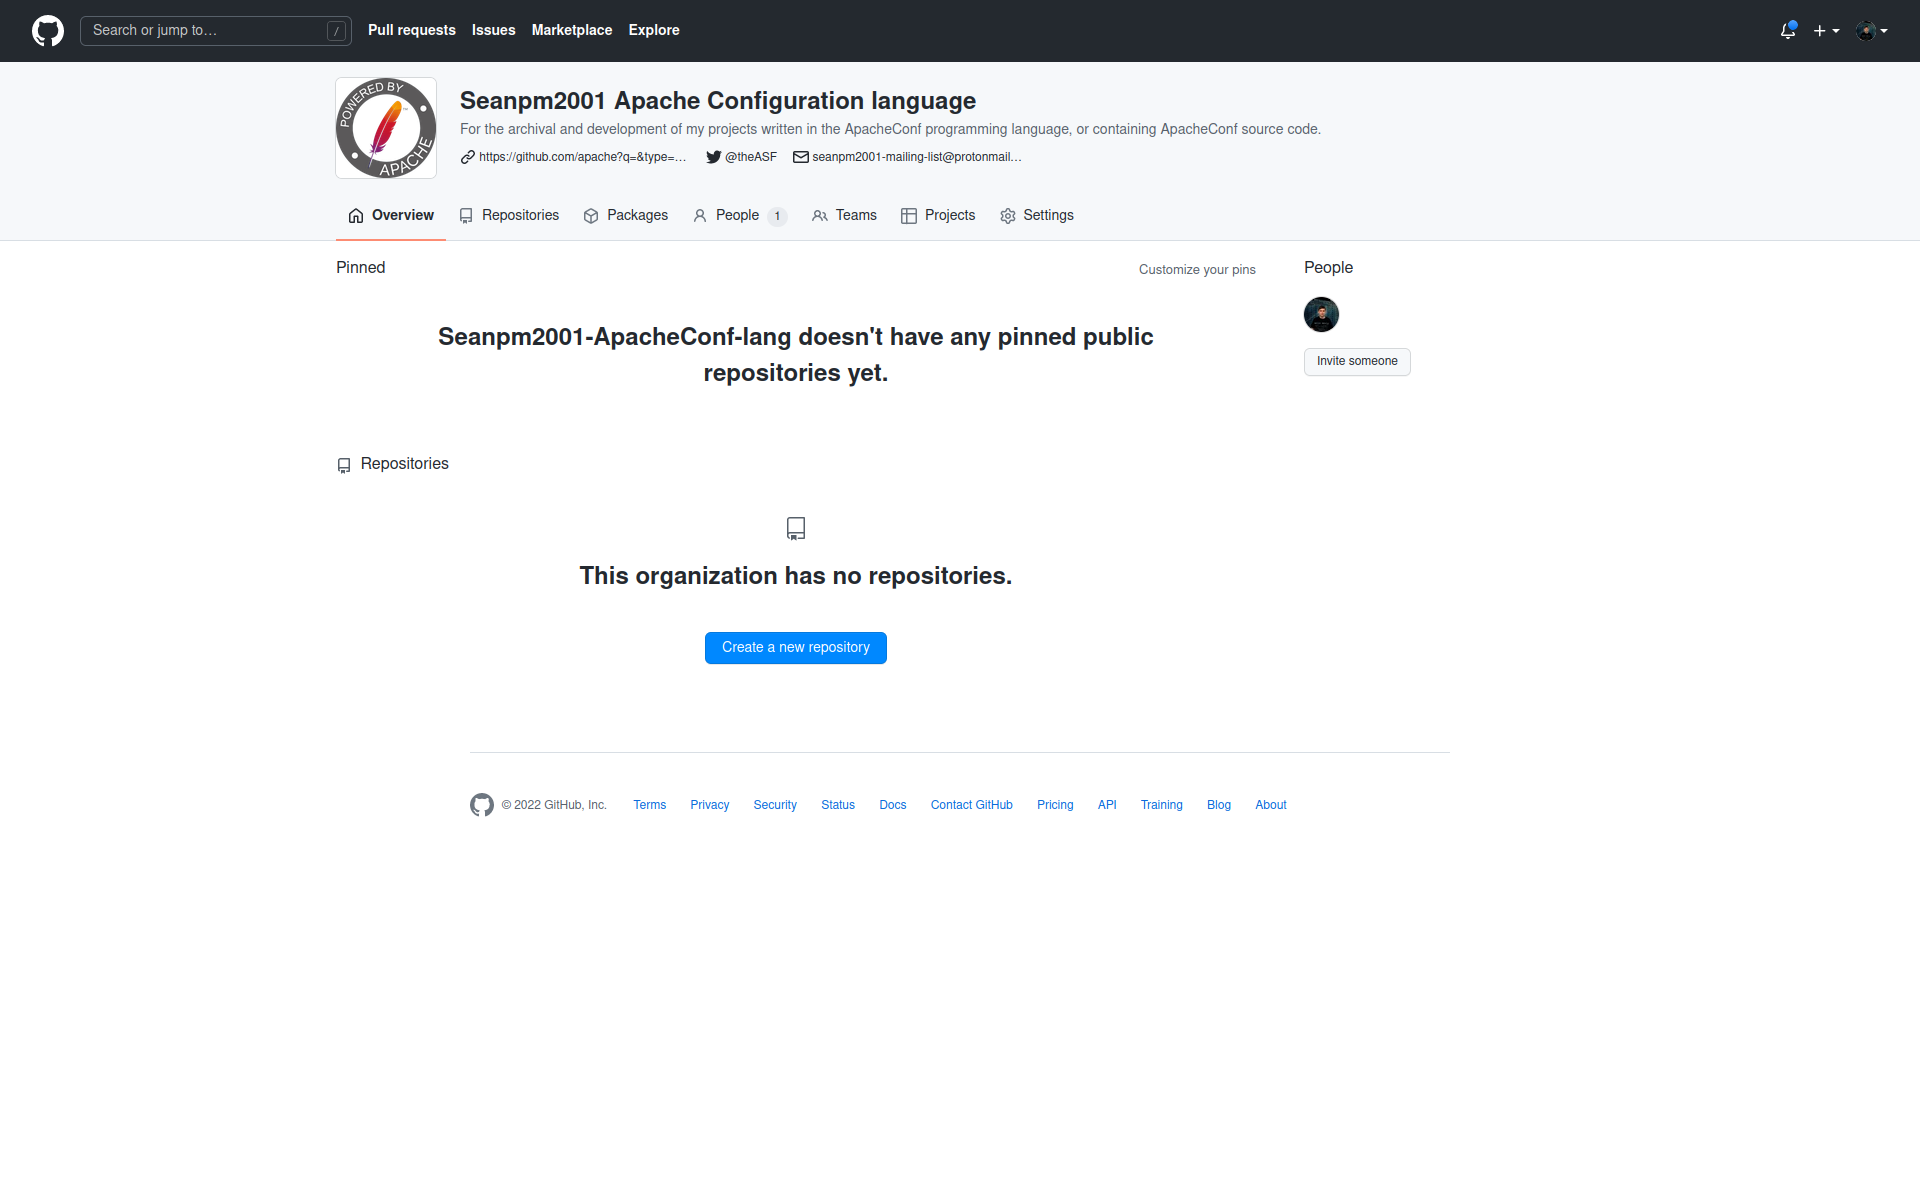 Search or jump to… /
Pull requests Issues Marketplace Explore
POWERED BY
APACHE
Seanpm2001 Apache Configuration language
For the archival and development of my projects written in the ApacheConf programming language, or containing ApacheConf source code.
https://github.com/apache?q=&type=… @theASF seanpm2001-mailing-list@protonmail…
Overview Repositories Packages People 1 Teams Projects Settings
Pinned Customize your pins
People
Seanpm2001-ApacheConf-lang doesn't have any pinned public
repositories yet.
Invite someone
Repositories
This organization has no repositories.
Create a new repository
© 2022 GitHub, Inc. Terms Privacy Security Status Docs Contact GitHub Pricing API Training Blog About